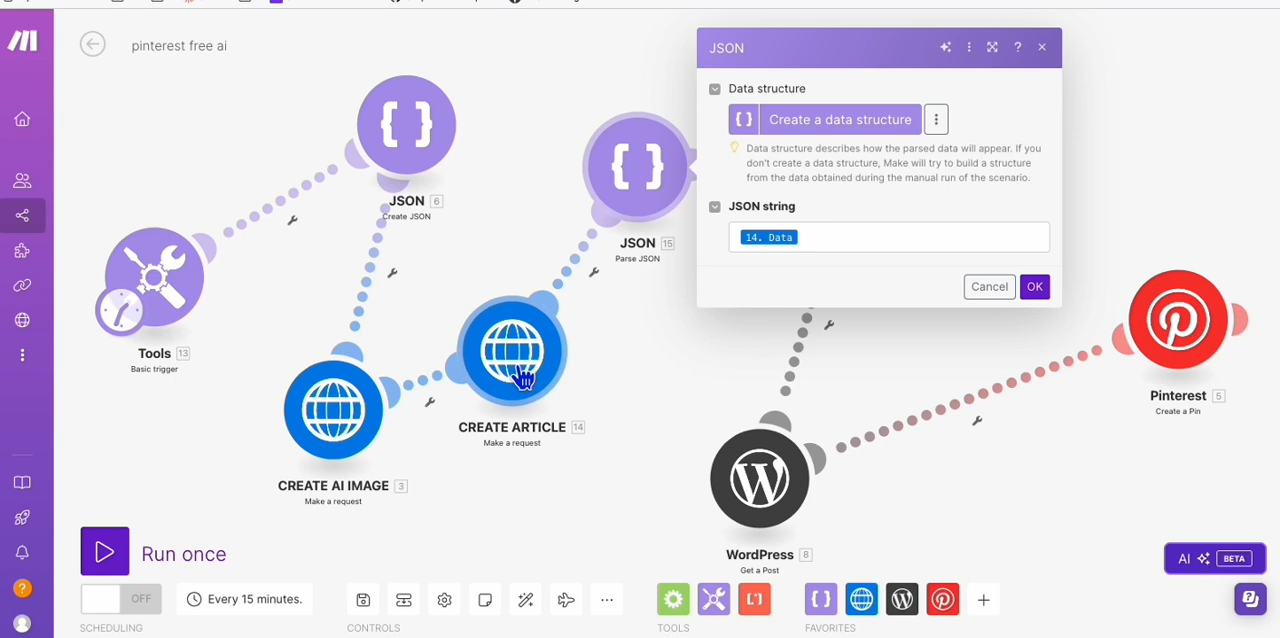 pinterest free ai
JSON
?
Data structure
{ } Create a data structure
Data structure describes how the parsed data will appear. If you
don't create a data structure, Make will try to build a structure
from the data obtained during the manual run of the scenario.
JSON string
14. Data
Cancel
OK
JSON 6
Create JSON
JSON 15
Parse JSON
Tools 13
Basic trigger
CREATE ARTICLE 14
Make a request
CREATE AI IMAGE 3
Make a request
Pinterest 5
Create a Pin
WordPress 8
Get a Post
Run once
AI BETA
OFF
Every 15 minutes.
SCHEDULING
CONTROLS
TOOLS
FAVORITES